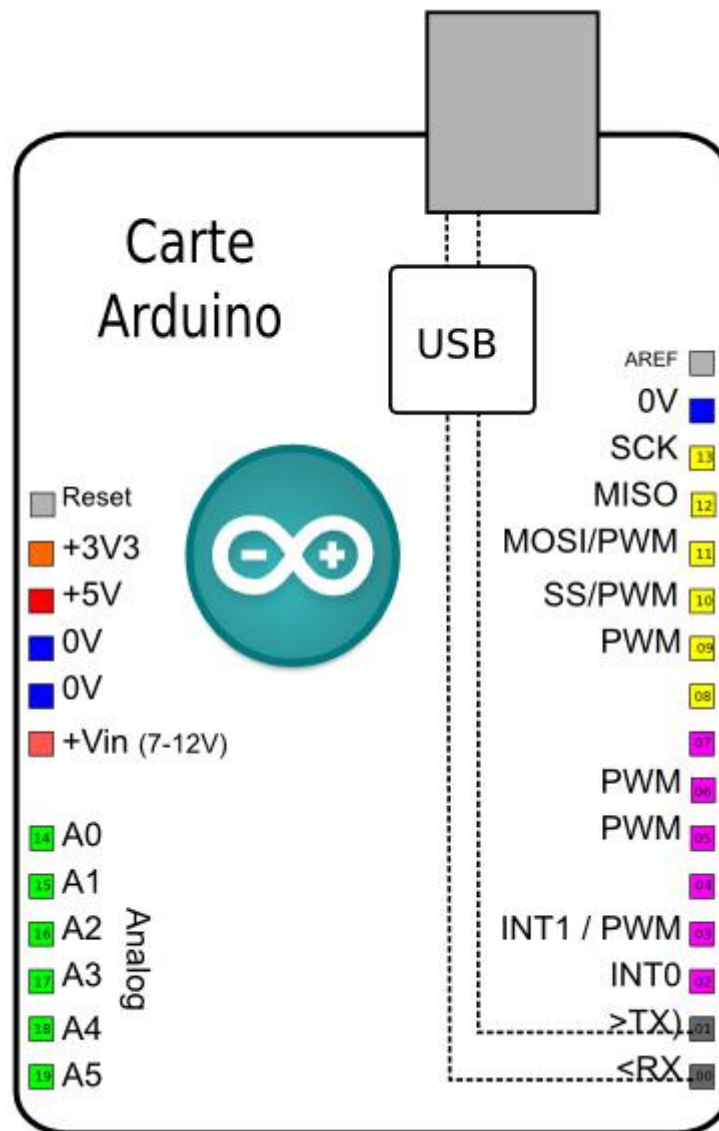 Carte
Arduino
USB
AREF
0V
SCK 13
MISO 12
MOSI/PWM 11
SS/PWM 10
PWM 09
08
07
PWM 06
PWM 05
04
INT1 / PWM 03
INT0 02
>TX) 01
<RX 00
Reset
+3V3
+5V
0V
0V
+Vin (7-12V)
14 A0
15 A1
16 A2
17 A3
18 A4
19 A5
Analog